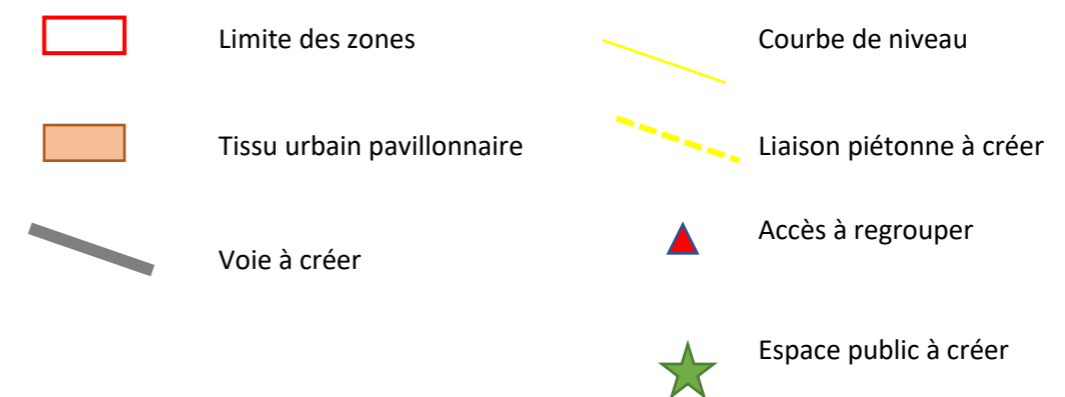 Limite des zones
Courbe de niveau
Tissu urbain pavillonnaire
Liaison piétonne à créer
Voie à créer
Accès à regrouper
Espace public à créer